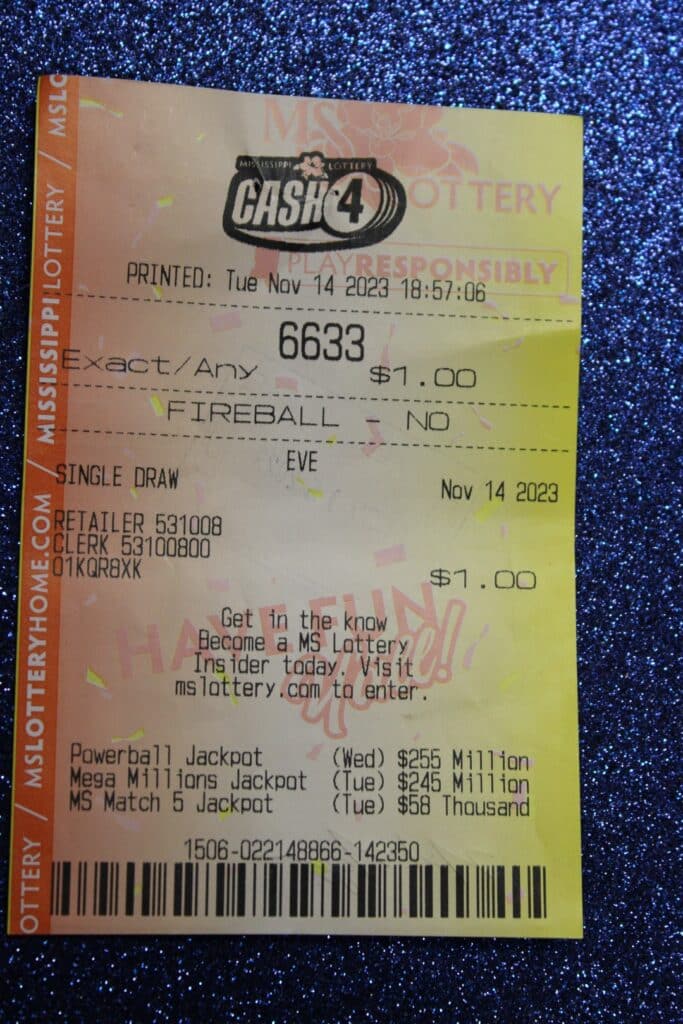 MISSISSIPPI LOTTERY
CASH 4
MS LOTTERY
PLAY RESPONSIBLY
PRINTED: Tue Nov 14 2023 18:57:06
6633
Exact/Any $1.00
FIREBALL NO
EVE
SINGLE DRAW Nov 14 2023
RETAILER 531008
CLERK 53100800
01KQR8XK $1.00
HAVE FUN
Get in the know
Become a MS Lottery
Insider today. Visit
mslottery.com to enter.
Powerball Jackpot (Wed) $255 Million
Mega Millions Jackpot (Tue) $245 Million
MS Match 5 Jackpot (Tue) $58 Thousand
1506-022148866-142350
OTTERY / MSLOTTERYHOME.COM / MISSISSIPPI LOTTERY / MSLO